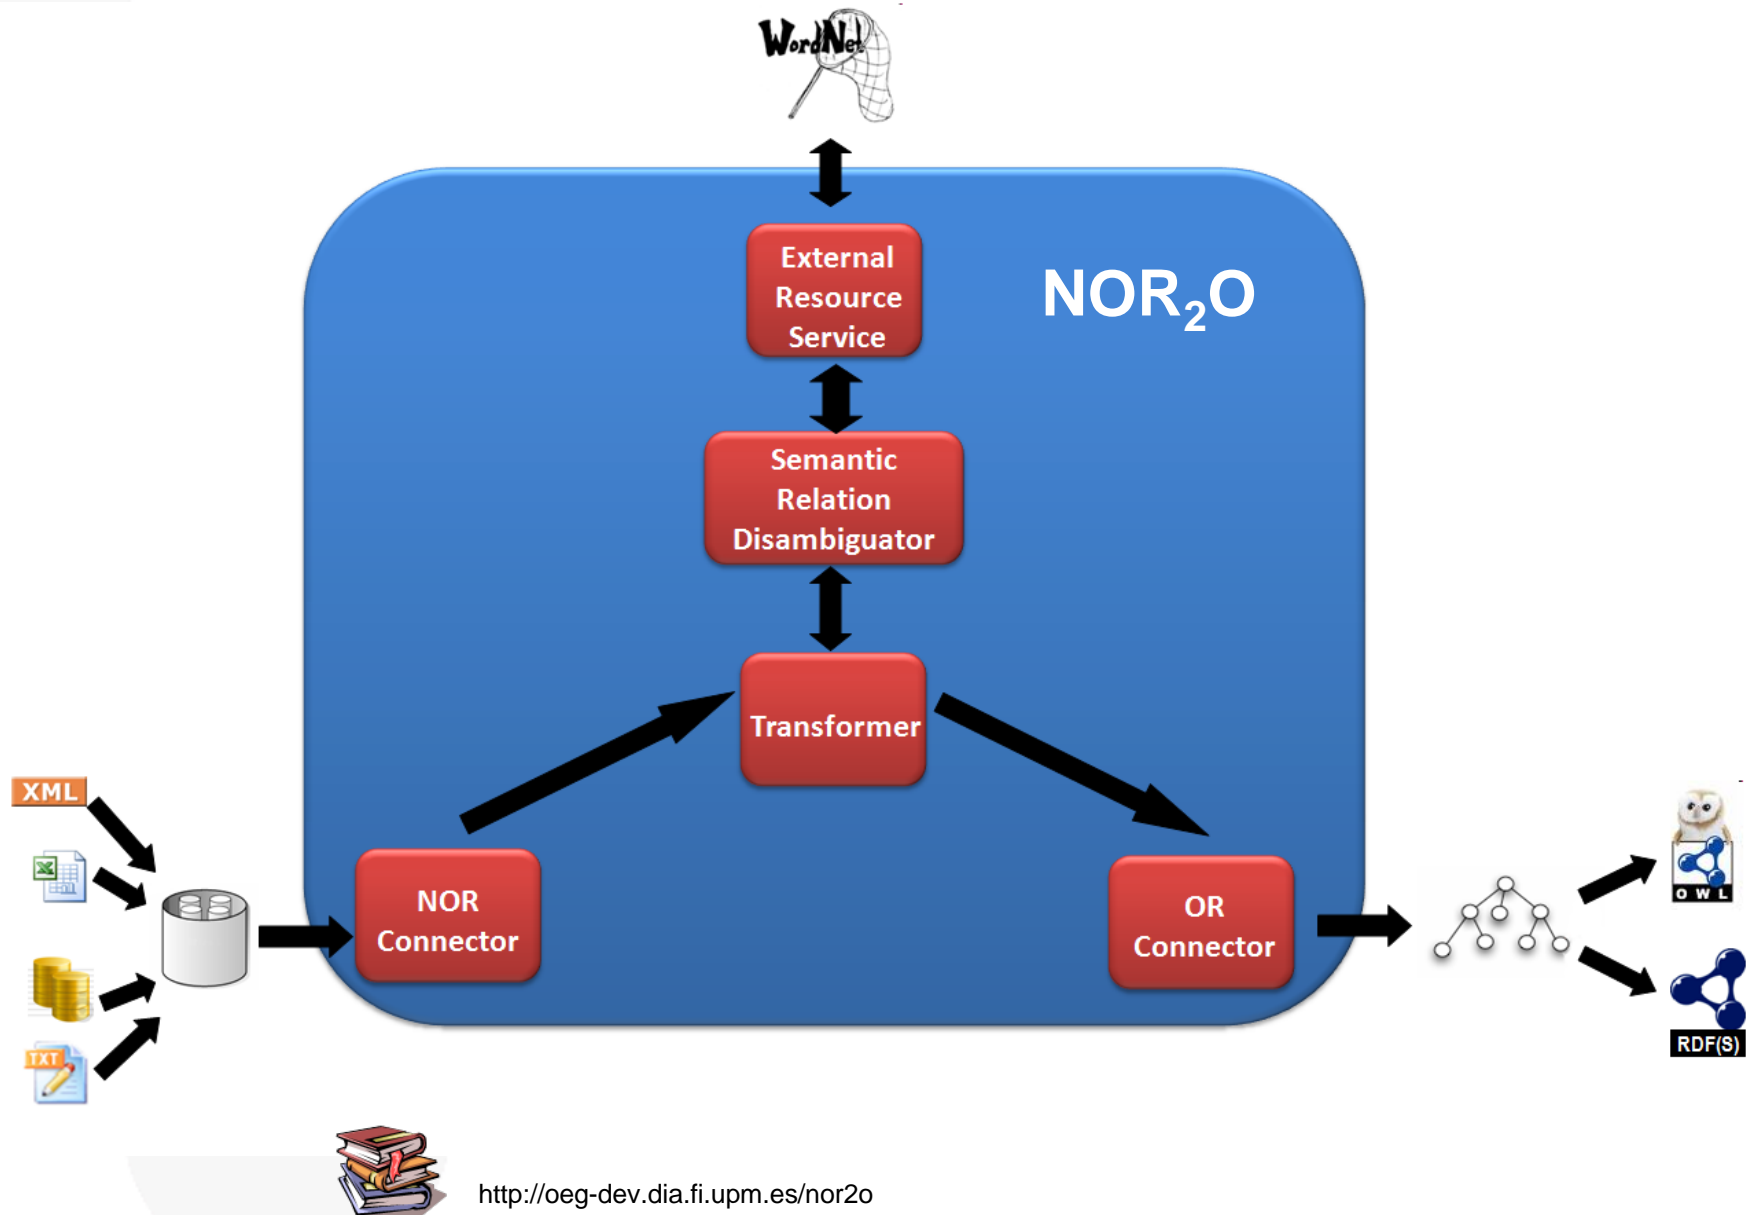 WordNet
External
Resource
Service
NOR2O
Semantic
Relation
Disambiguator
Transformer
XML
NOR
Connector
OR
Connector
OWL
TXT
RDF(S)
http://oeg-dev.dia.fi.upm.es/nor2o